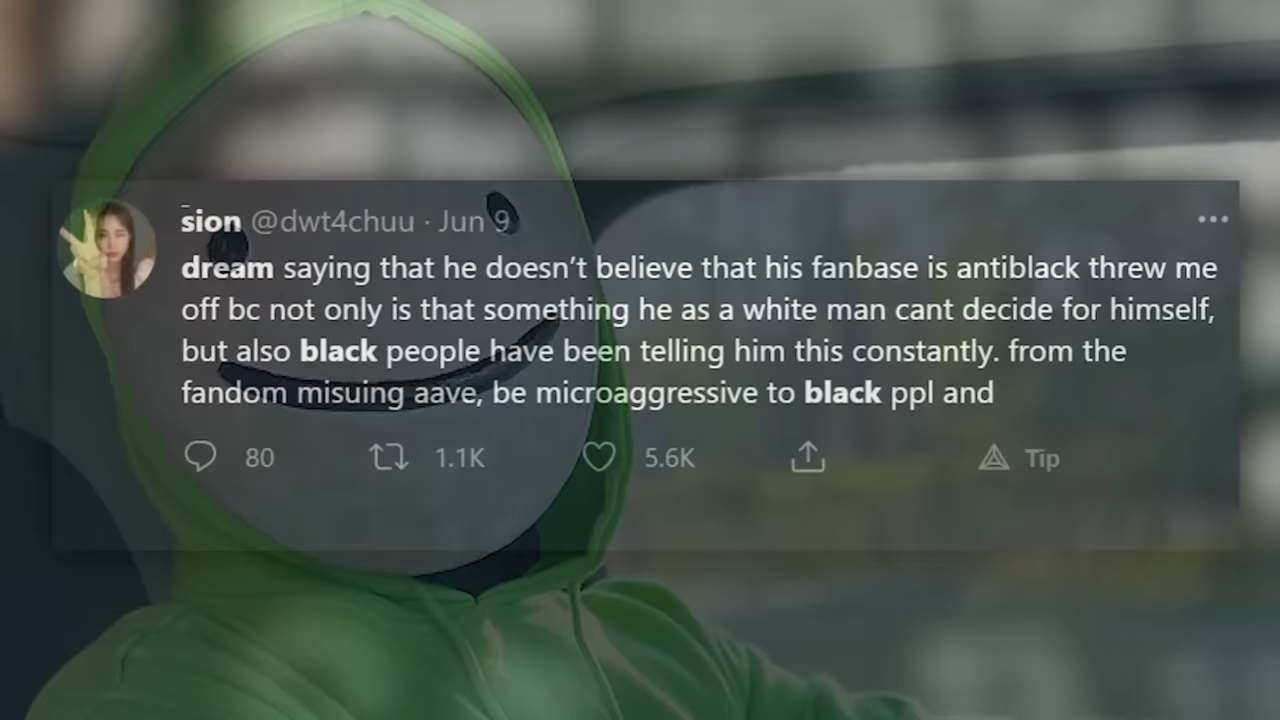 sion @dwt4chuu · Jun 9
dream saying that he doesn’t believe that his fanbase is antiblack threw me
off bc not only is that something he as a white man cant decide for himself,
but also black people have been telling him this constantly. from the
fandom misuing aave, be microaggressive to black ppl and
80 1.1K 5.6K Tip